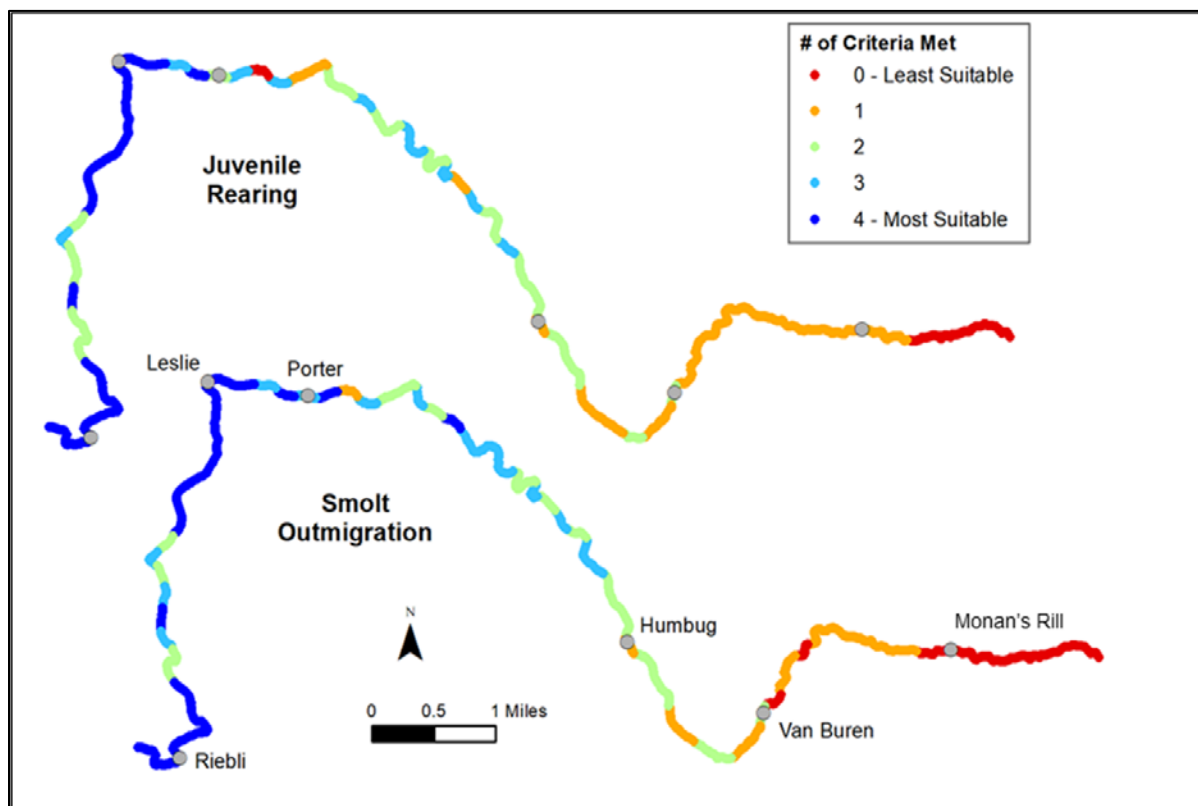 # of Criteria Met
0 - Least Suitable
1
2
3
4 - Most Suitable
Juvenile
Rearing
Leslie
Porter
Smolt
Outmigration
N
Humbug
Monan's Rill
0 0.5 1 Miles
Van Buren
Riebli